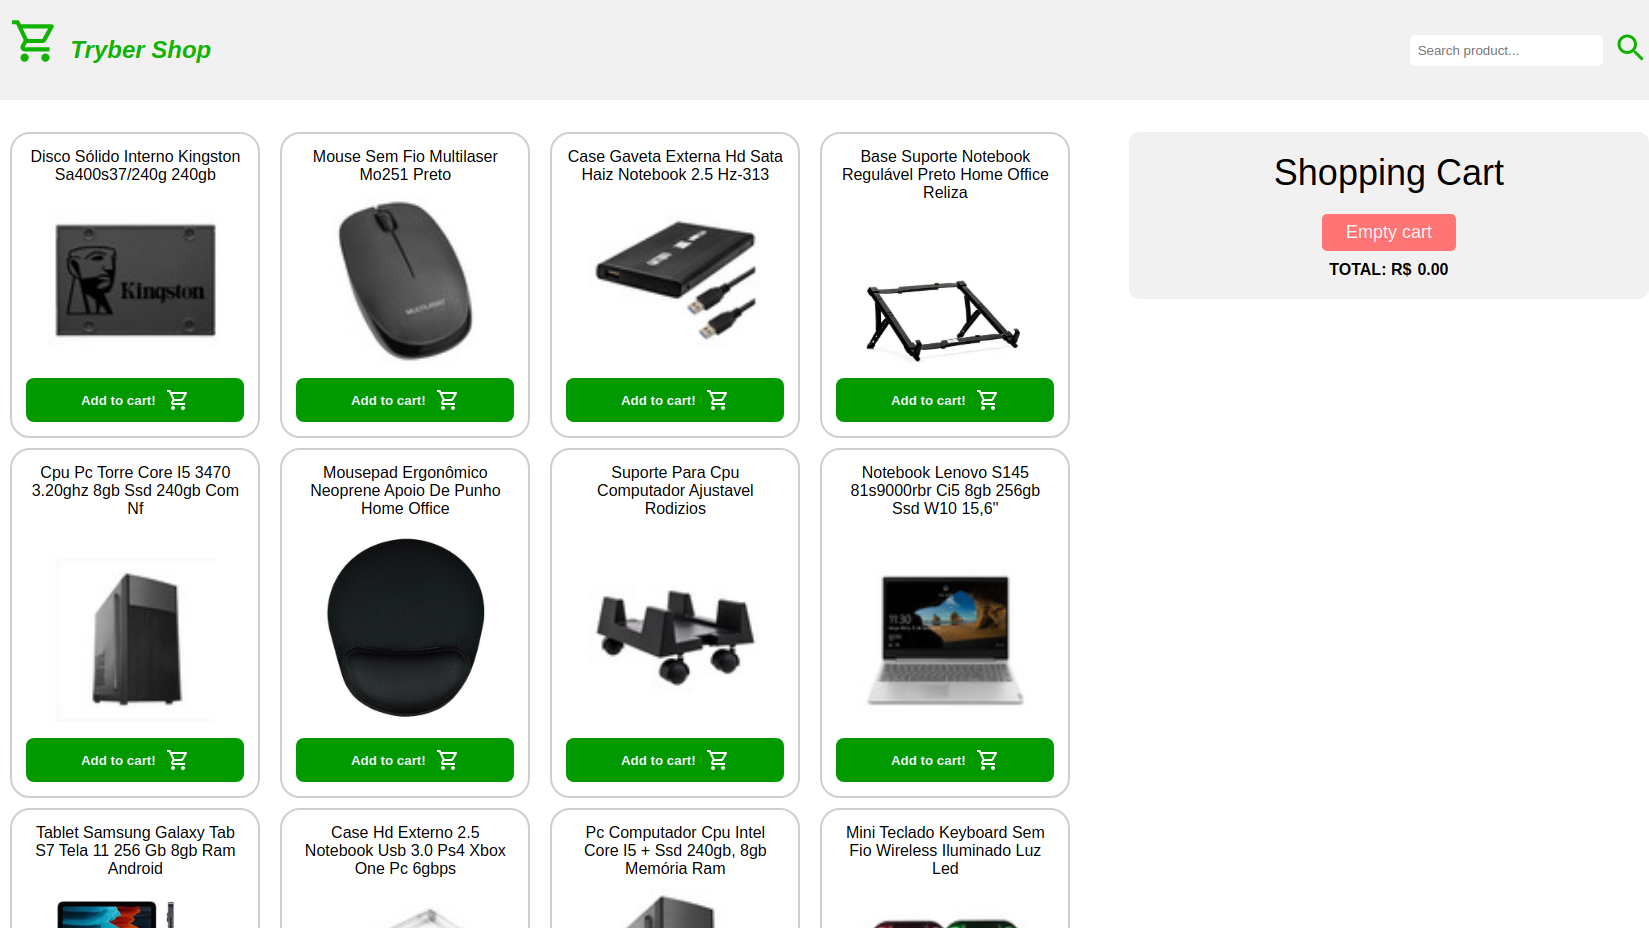 Tryber Shop
Search product...
Disco Sólido Interno Kingston
Sa400s37/240g 240gb
Kingston
Add to cart!
Mouse Sem Fio Multilaser
Mo251 Preto
MULTILASER
Add to cart!
Case Gaveta Externa Hd Sata
Haiz Notebook 2.5 Hz-313
Add to cart!
Base Suporte Notebook
Regulável Preto Home Office
Reliza
Add to cart!
Shopping Cart
Empty cart
TOTAL: R$ 0.00
Cpu Pc Torre Core I5 3470
3.20ghz 8gb Ssd 240gb Com
Nf
Add to cart!
Mousepad Ergonômico
Neoprene Apoio De Punho
Home Office
Add to cart!
Suporte Para Cpu
Computador Ajustavel
Rodizios
Add to cart!
Notebook Lenovo S145
81s9000rbr Ci5 8gb 256gb
Ssd W10 15,6"
11:30
Add to cart!
Tablet Samsung Galaxy Tab
S7 Tela 11 256 Gb 8gb Ram
Android
Case Hd Externo 2.5
Notebook Usb 3.0 Ps4 Xbox
One Pc 6gbps
Pc Computador Cpu Intel
Core I5 + Ssd 240gb, 8gb
Memória Ram
Mini Teclado Keyboard Sem
Fio Wireless Iluminado Luz
Led